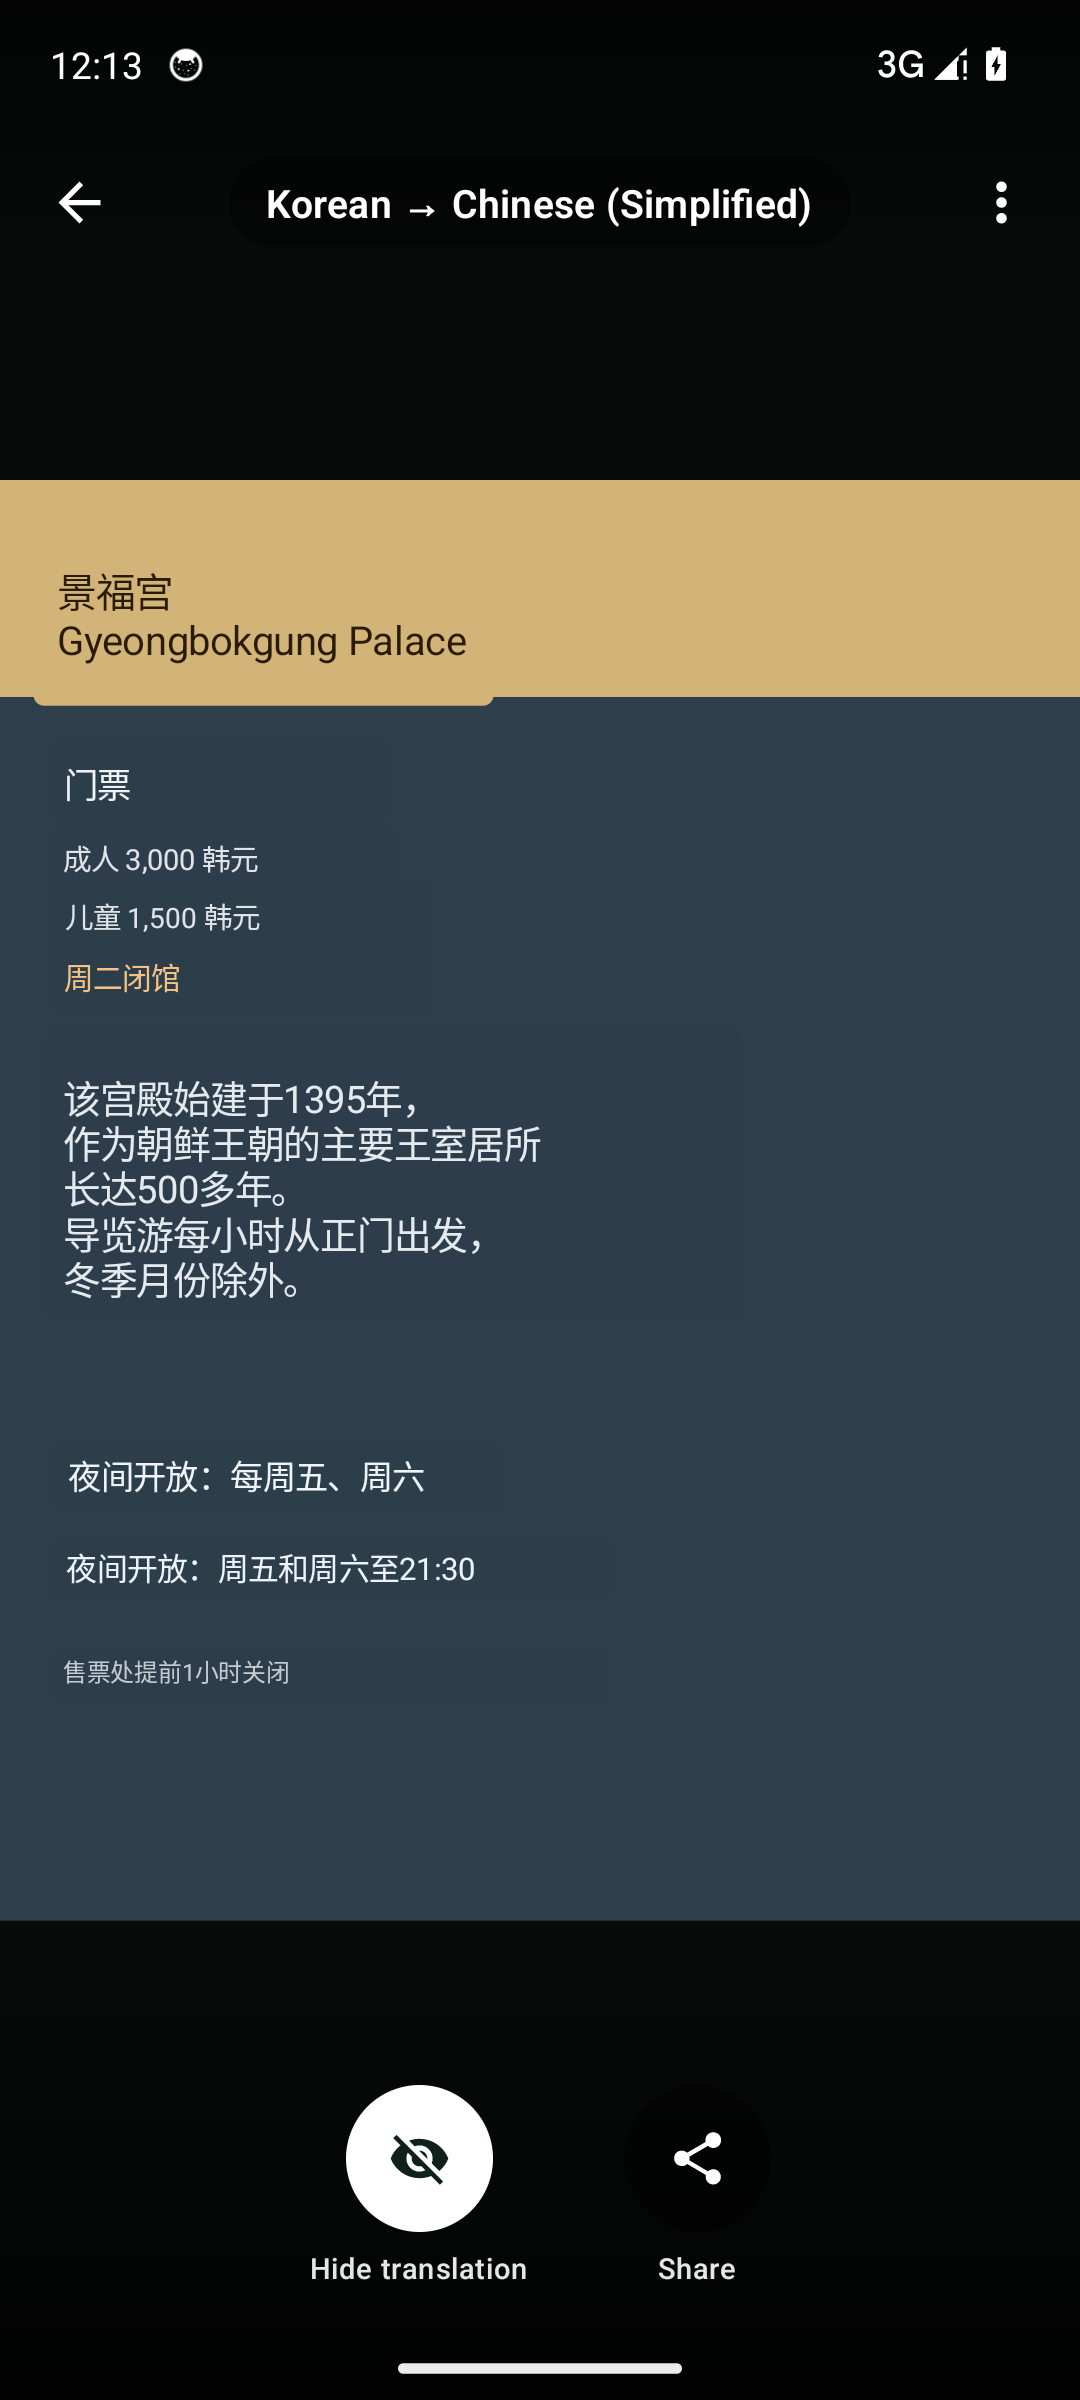 12:13
3G
Korean → Chinese (Simplified)
景福宫
Gyeongbokgung Palace
门票
成人 3,000 韩元
儿童 1,500 韩元
周二闭馆
该宫殿始建于1395年，
作为朝鲜王朝的主要王室居所
长达500多年。
导览游每小时从正门出发，
冬季月份除外。
夜间开放：每周五、周六
夜间开放：周五和周六至21:30
售票处提前1小时关闭
Hide translation
Share